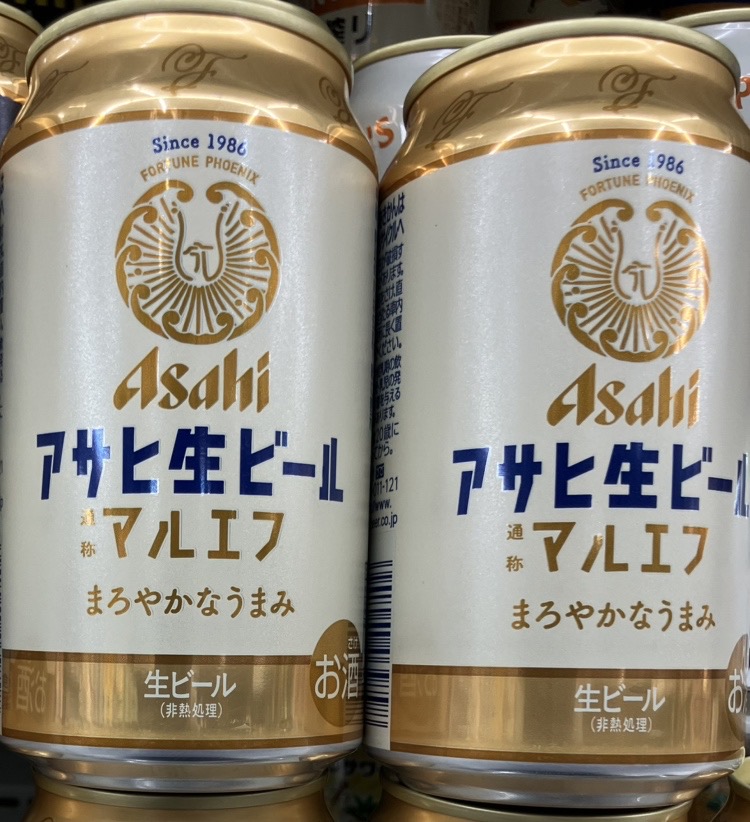 Since 1986
FORTUNE PHOENIX
Asahi
アサヒ生ビール
通称 マルエフ
まろやかなうまみ
お酒
生ビール
(非熱処理)
Since 1986
FORTUNE PHOENIX
Asahi
アサヒ生ビール
通称 マルエフ
まろやかなうまみ
生ビール
(非熱処理)
お